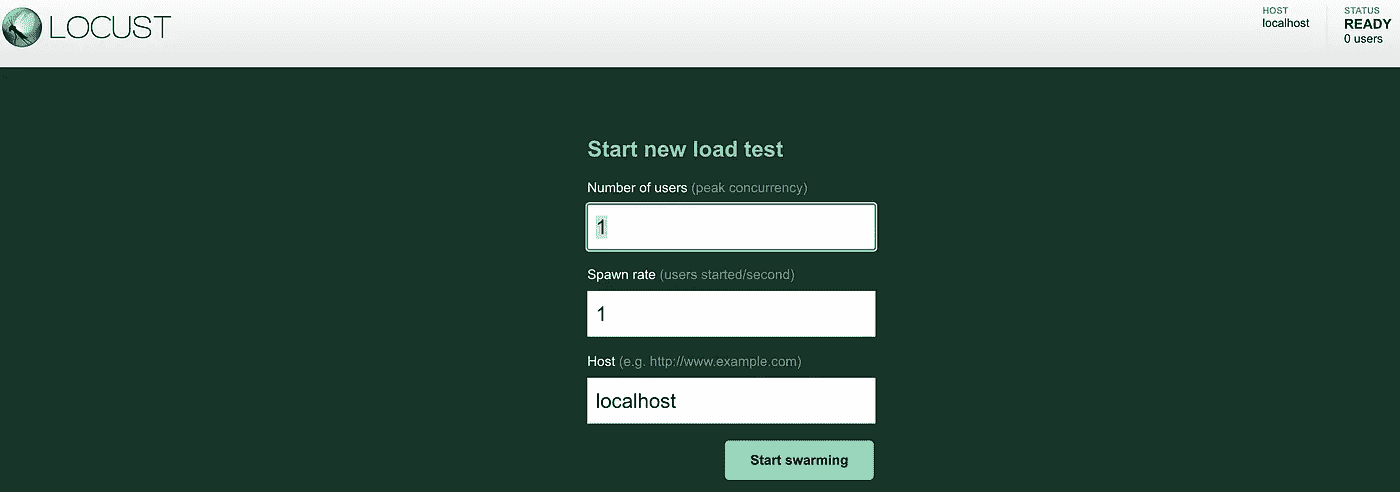 LOCUST
HOST
localhost
STATUS
READY
0 users
Start new load test
Number of users (peak concurrency)
1
Spawn rate (users started/second)
1
Host (e.g. http://www.example.com)
localhost
Start swarming